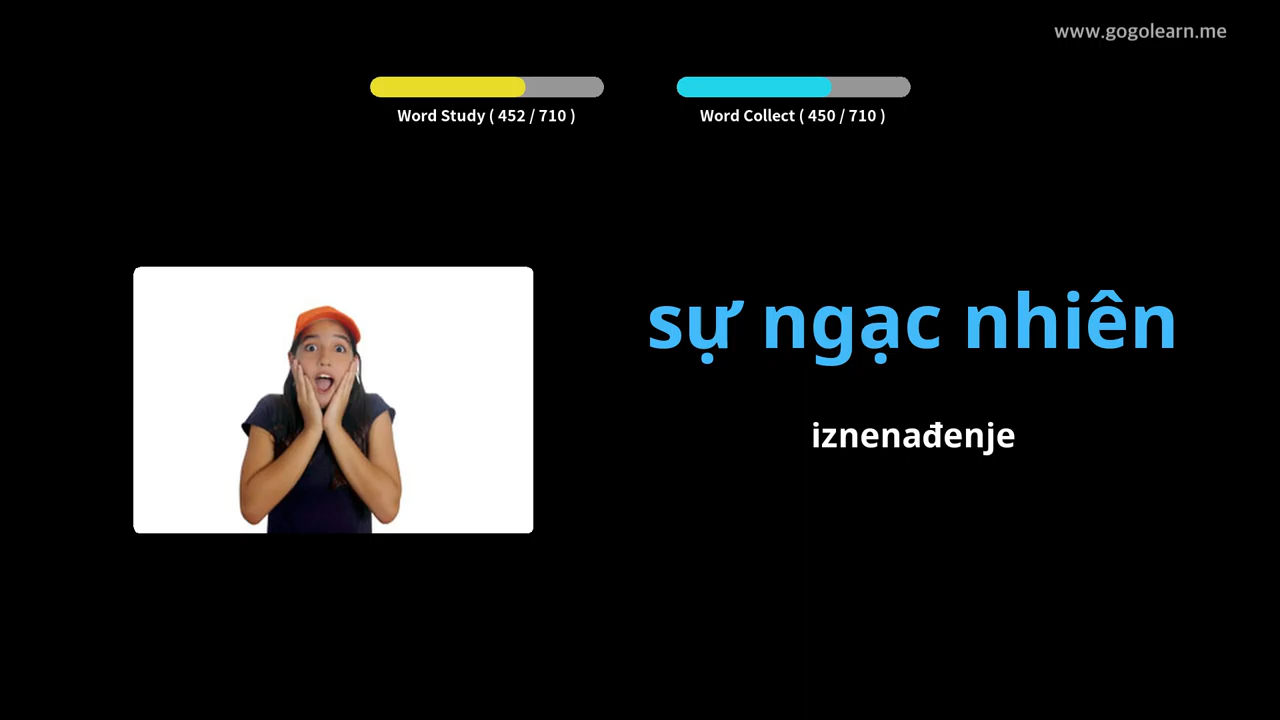 www.gogolearn.me
Word Study ( 452 / 710 )
Word Collect ( 450 / 710 )
sự ngạc nhiên
iznenađenje